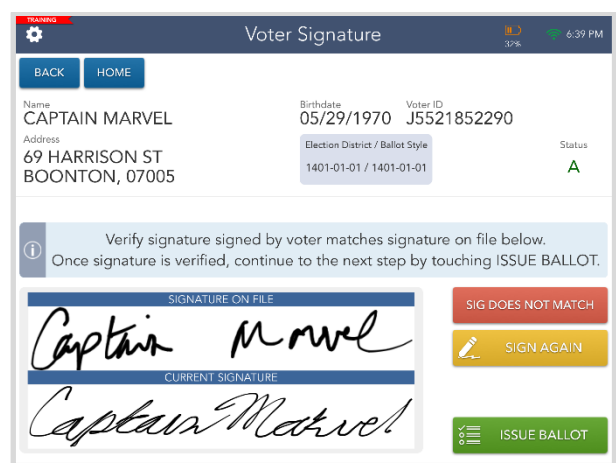 TRAINING
Voter Signature
37%
6:39 PM
BACK HOME
Name Birthdate Voter ID
CAPTAIN MARVEL 05/29/1970 J5521852290
Address Election District / Ballot Style Status
69 HARRISON ST 1401-01-01 / 1401-01-01 A
BOONTON, 07005
Verify signature signed by voter matches signature on file below.
Once signature is verified, continue to the next step by touching ISSUE BALLOT.
SIGNATURE ON FILE
Captain Marvel
CURRENT SIGNATURE
Captain Marvel
SIG DOES NOT MATCH
SIGN AGAIN
ISSUE BALLOT